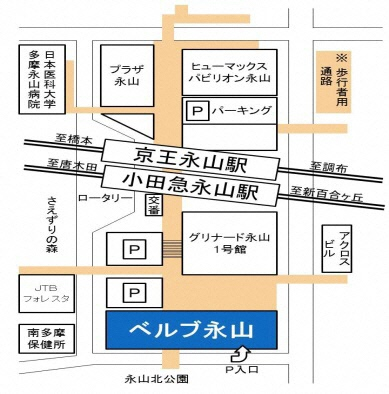 日本医科大学
多摩永山病院
プラザ
永山
ヒューマックス
パビリオン永山
P パーキング
※歩行者用
通路
至橋本
京王永山駅
至調布
至唐木田
小田急永山駅
至新百合ヶ丘
ロータリー
交番
さえずりの森
グリナード永山
1号館
アクロス
ビル
P
P
JTB
フォレスタ
南多摩
保健所
ベルブ永山
P入口
永山北公園